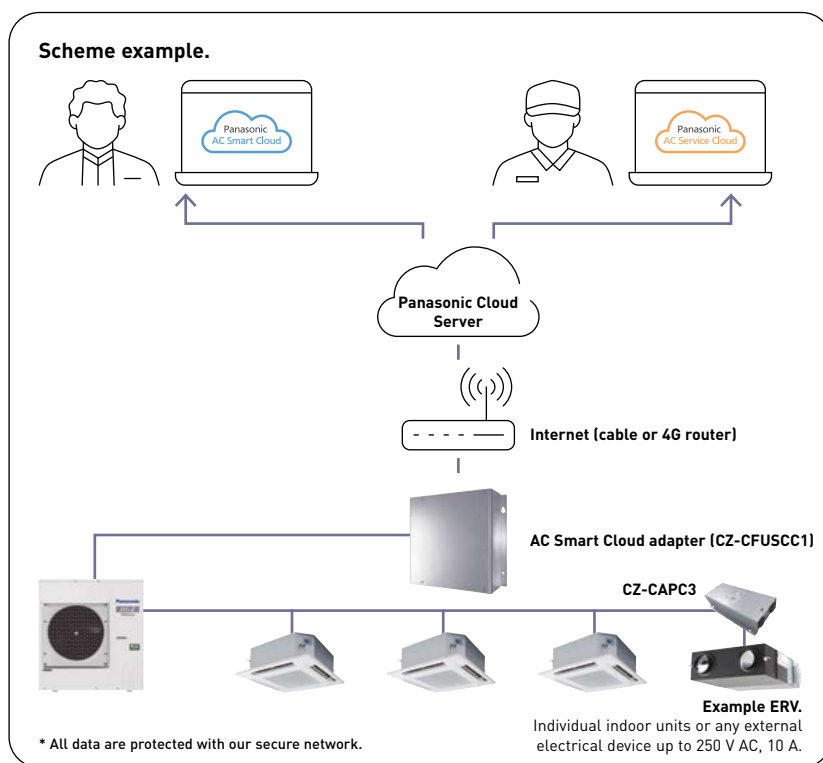 Scheme example.
Panasonic
AC Smart Cloud
Panasonic
AC Service Cloud
Panasonic Cloud
Server
Internet (cable or 4G router)
AC Smart Cloud adapter (CZ-CFUSCC1)
CZ-CAPC3
Panasonic
Example ERV.
Individual indoor units or any external
electrical device up to 250 V AC, 10 A.
* All data are protected with our secure network.